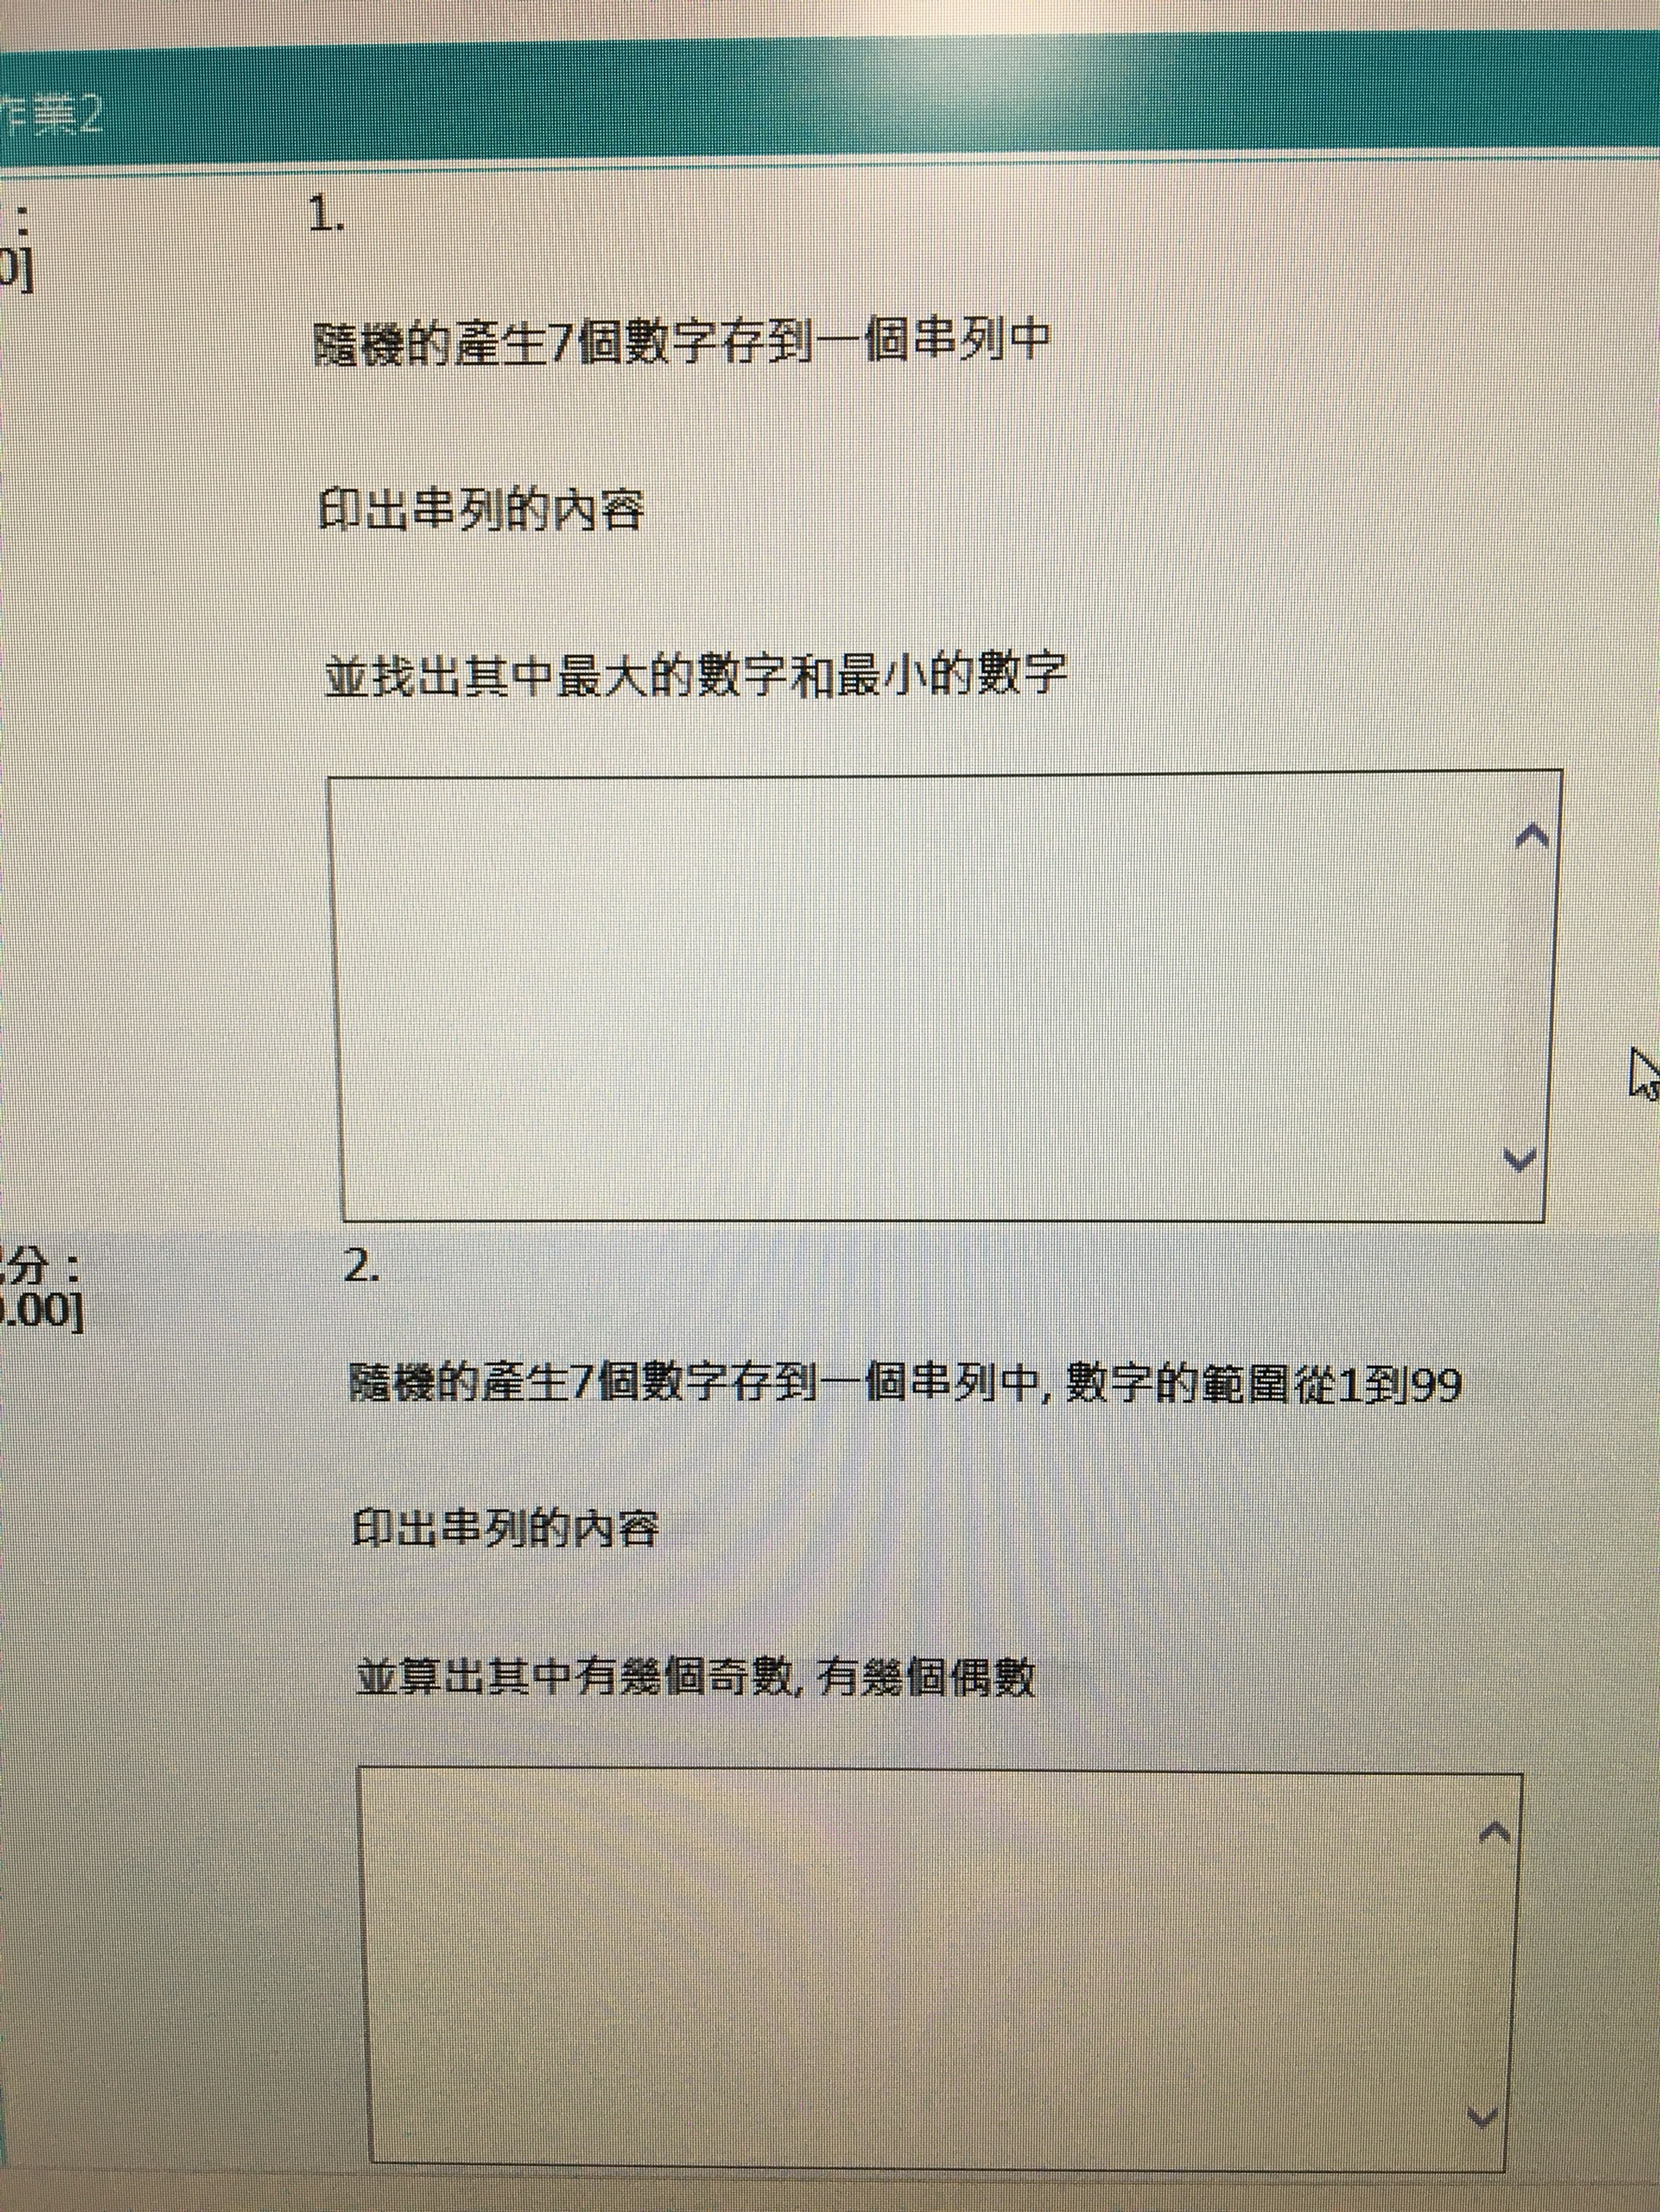 作業2
：
0]
1.
隨機的產生7個數字存到一個串列中
印出串列的內容
並找出其中最大的數字和最小的數字
分：
.00]
2.
隨機的產生7個數字存到一個串列中, 數字的範圍從1到99
印出串列的內容
並算出其中有幾個奇數, 有幾個偶數